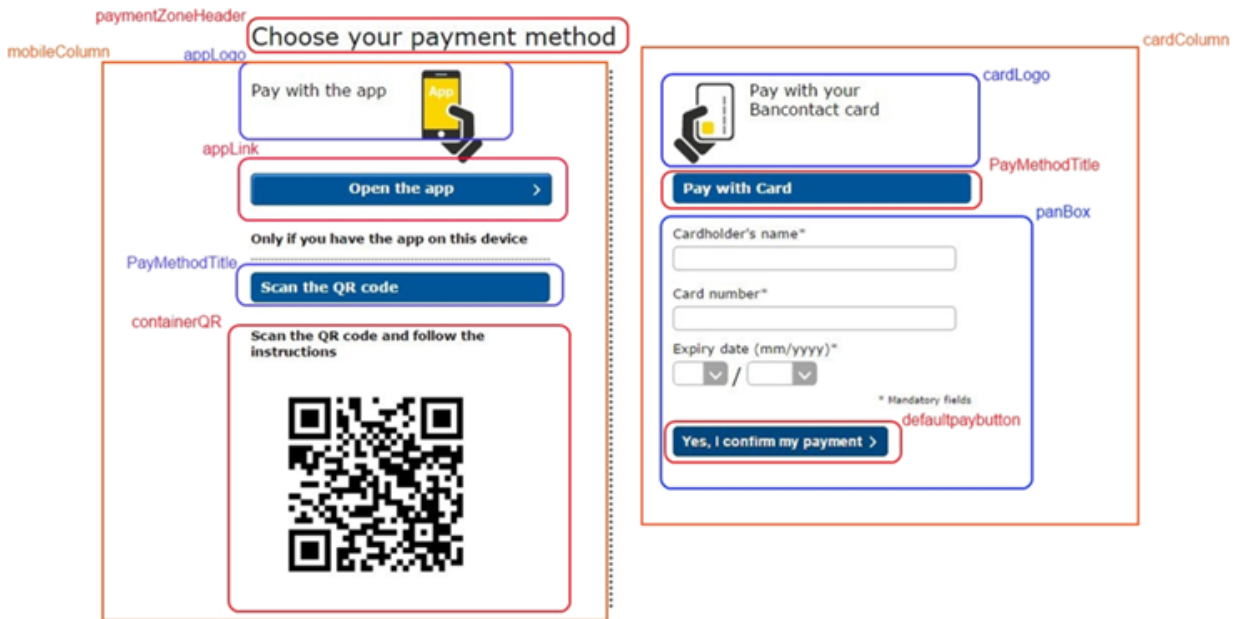 paymentZoneHeader
Choose your payment method
mobileColumn
appLogo
Pay with the app
App
appLink
Open the app >
Only if you have the app on this device
PayMethodTitle
Scan the QR code
containerQR
Scan the QR code and follow the
instructions
cardColumn
cardLogo
Pay with your
Bancontact card
PayMethodTitle
Pay with Card
panBox
Cardholder's name*
Card number*
Expiry date (mm/yyyy)*
/
* Mandatory fields
defaultpaybutton
Yes, I confirm my payment >